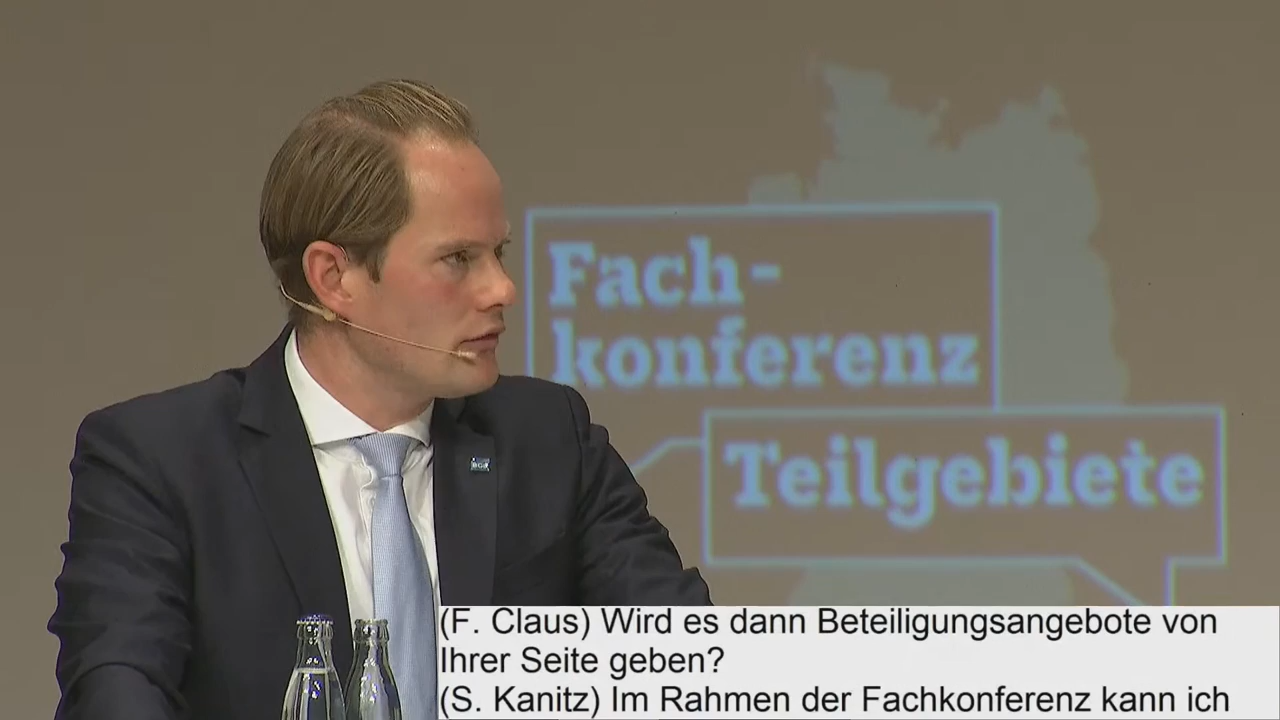 Fach-
konferenz
Teilgebiete
BGE
(F. Claus) Wird es dann Beteiligungsangebote von
Ihrer Seite geben?
(S. Kanitz) Im Rahmen der Fachkonferenz kann ich